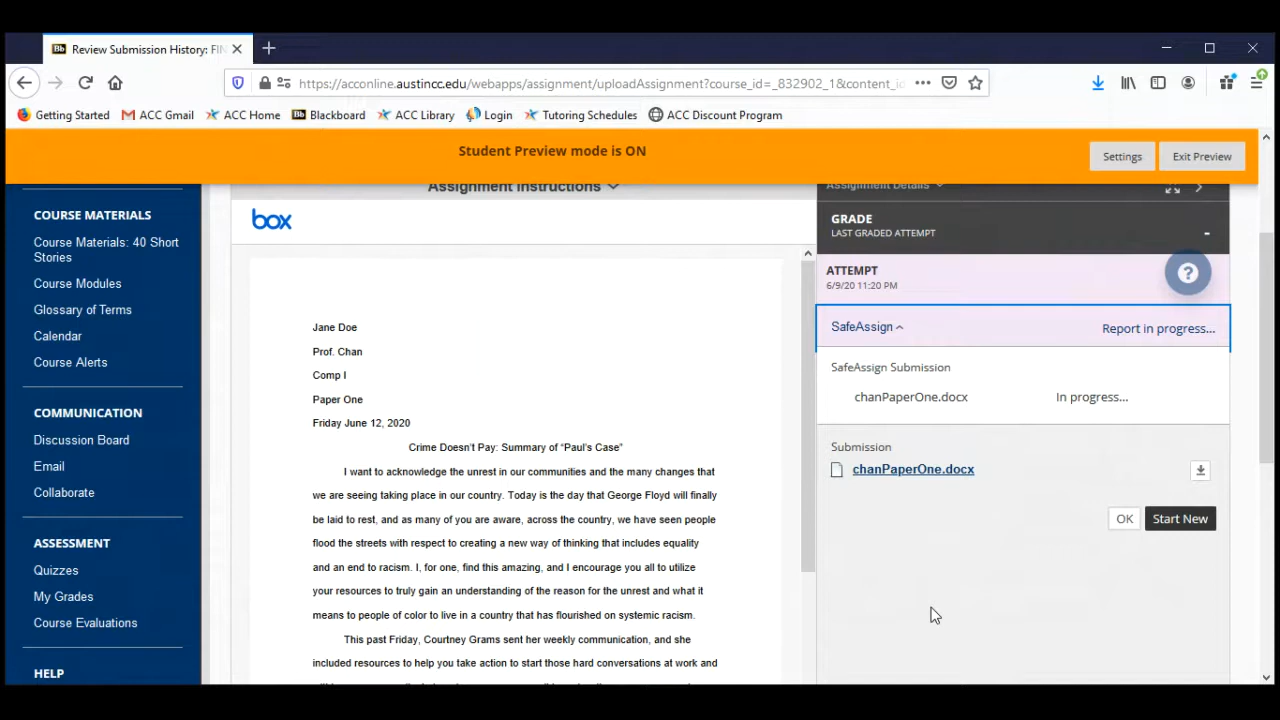 Review Submission History: FIN
https://acconline.austincc.edu/webapps/assignment/uploadAssignment?course_id=_832902_1&content_id
Getting Started ACC Gmail ACC Home Blackboard ACC Library Login Tutoring Schedules ACC Discount Program
Student Preview mode is ON
Settings
Exit Preview
COURSE MATERIALS
Course Materials: 40 Short
Stories
Course Modules
Glossary of Terms
Calendar
Course Alerts
COMMUNICATION
Discussion Board
Email
Collaborate
ASSESSMENT
Quizzes
My Grades
Course Evaluations
HELP
Assignment Instructions
box
Jane Doe
Prof. Chan
Comp I
Paper One
Friday June 12, 2020
Crime Doesn't Pay: Summary of “Paul's Case”
I want to acknowledge the unrest in our communities and the many changes that
we are seeing taking place in our country. Today is the day that George Floyd will finally
be laid to rest, and as many of you are aware, across the country, we have seen people
flood the streets with respect to creating a new way of thinking that includes equality
and an end to racism. I, for one, find this amazing, and I encourage you all to utilize
your resources to truly gain an understanding of the reason for the unrest and what it
means to people of color to live in a country that has flourished on systemic racism.
This past Friday, Courtney Grams sent her weekly communication, and she
included resources to help you take action to start those hard conversations at work and
Assignment Details
GRADE
LAST GRADED ATTEMPT
-
ATTEMPT
6/9/20 11:20 PM
?
SafeAssign
Report in progress...
SafeAssign Submission
chanPaperOne.docx In progress...
Submission
chanPaperOne.docx
OK
Start New